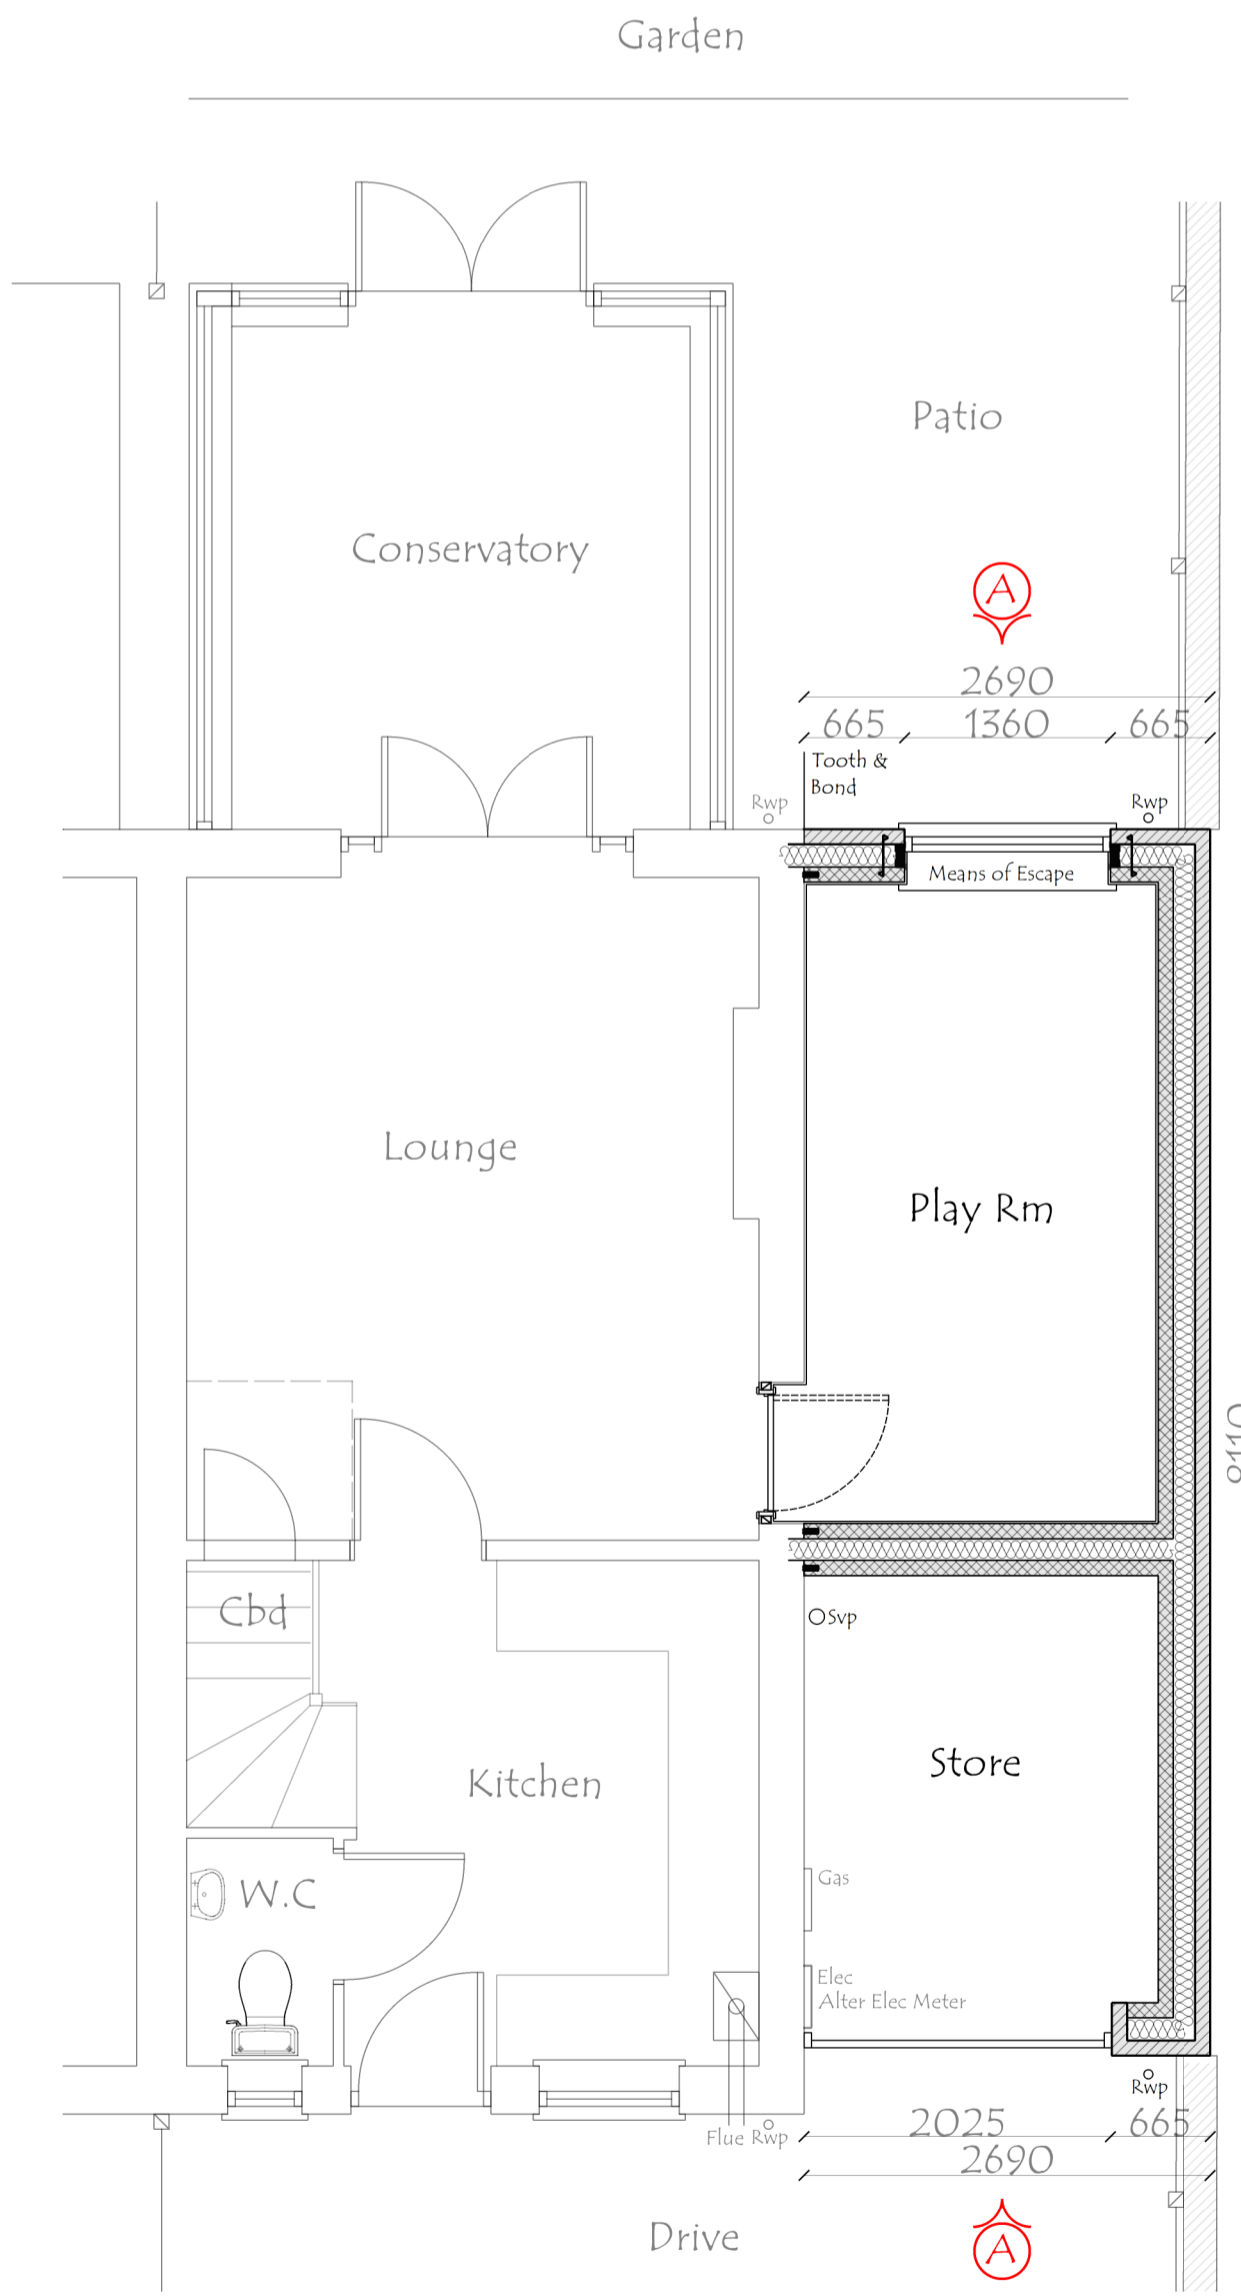 Garden
Patio
Conservatory
A
2690
665 1360 665
Tooth &
Bond
Rwp
Rwp
Means of Escape
Lounge
Play Rm
Cbd
Svp
Store
Kitchen
Gas
W.C
Elec
Alter Elec Meter
Rwp
2025 665
Flue Rwp
2690
Drive
A